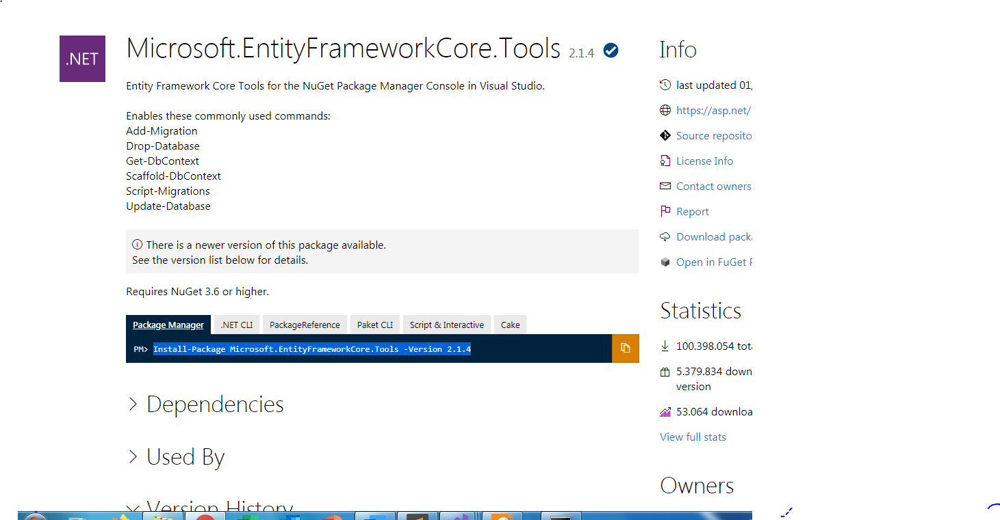 .NET
Microsoft.EntityFrameworkCore.Tools 2.1.4
Entity Framework Core Tools for the NuGet Package Manager Console in Visual Studio.
Enables these commonly used commands:
Add-Migration
Drop-Database
Get-DbContext
Scaffold-DbContext
Script-Migrations
Update-Database
There is a newer version of this package available.
See the version list below for details.
Requires NuGet 3.6 or higher.
Package Manager .NET CLI PackageReference Paket CLI Script & Interactive Cake
PM> Install-Package Microsoft.EntityFrameworkCore.Tools -Version 2.1.4
Dependencies
Used By
Version History
Info
last updated 01
https://asp.net/
Source reposito
License Info
Contact owners
Report
Download pack
Open in FuGet
Statistics
100.398.054 tot
5.379.834 down
version
53.064 downloa
View full stats
Owners